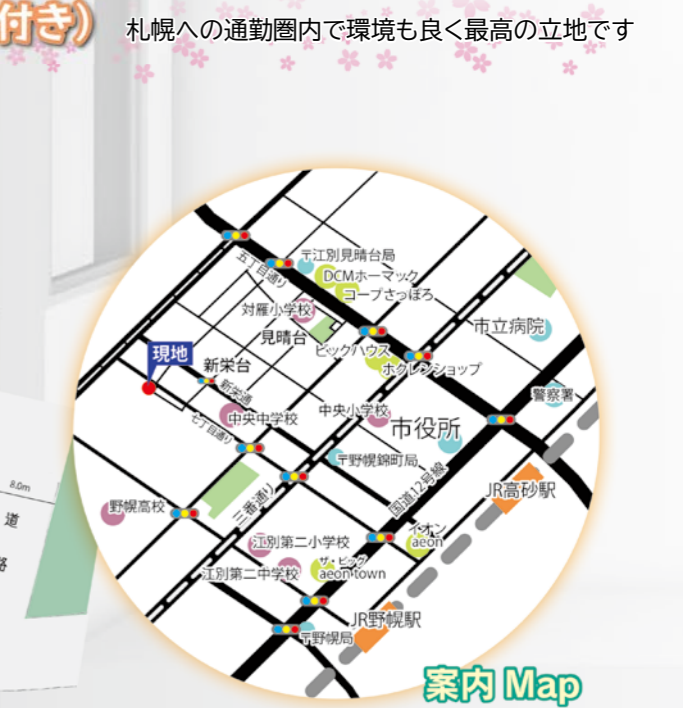 付き)
札幌への通勤圏内で環境も良く最高の立地です
五丁目通り
〒江別見晴台局
DCMホーマック
コープさっぽろ
対雁小学校
見晴台
ビックハウス
ホクレンショップ
市立病院
現地
新栄台
新栄通
中央中学校
中央小学校
市役所
警察署
七丁目通り
〒野幌錦町局
国道12号線
JR高砂駅
8.0m
道
路
野幌高校
三番通り
江別第二小学校
イオン
aeon
江別第二中学校
ザ・ビッグ
aeon town
JR野幌駅
〒野幌局
案内 Map